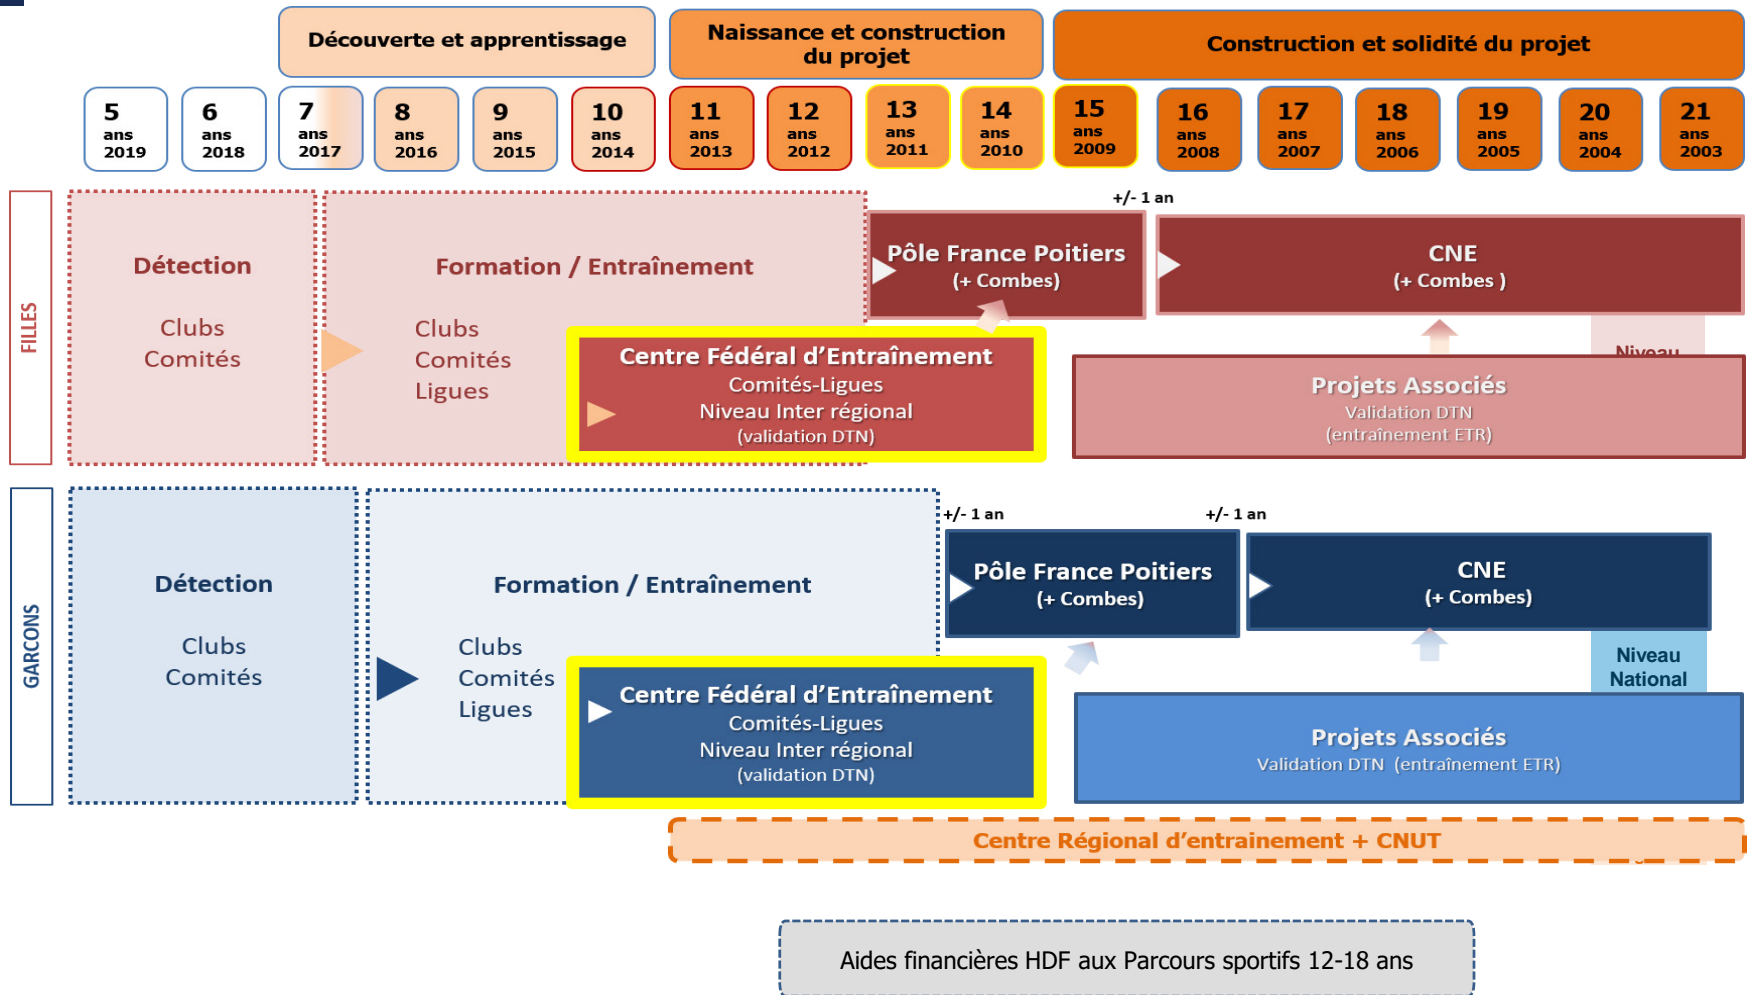 Découverte et apprentissage
Naissance et construction
du projet
Construction et solidité du projet
5
ans
2019
6
ans
2018
7
ans
2017
8
ans
2016
9
ans
2015
10
ans
2014
11
ans
2013
12
ans
2012
13
ans
2011
14
ans
2010
15
ans
2009
16
ans
2008
17
ans
2007
18
ans
2006
19
ans
2005
20
ans
2004
21
ans
2003
FILLES
Détection
Clubs
Comités
Formation / Entraînement
Clubs
Comités
Ligues
Centre Fédéral d’Entraînement
Comités-Ligues
Niveau Inter régional
(validation DTN)
Pôle France Poitiers
(+ Combes)
+/- 1 an
CNE
(+ Combes )
Niveau
Projets Associés
Validation DTN
(entraînement ETR)
GARCONS
Détection
Clubs
Comités
Formation / Entraînement
Clubs
Comités
Ligues
Centre Fédéral d’Entraînement
Comités-Ligues
Niveau Inter régional
(validation DTN)
+/- 1 an
Pôle France Poitiers
(+ Combes)
+/- 1 an
CNE
(+ Combes)
Niveau
National
Projets Associés
Validation DTN (entraînement ETR)
Centre Régional d’entrainement + CNUT
Aides financières HDF aux Parcours sportifs 12-18 ans